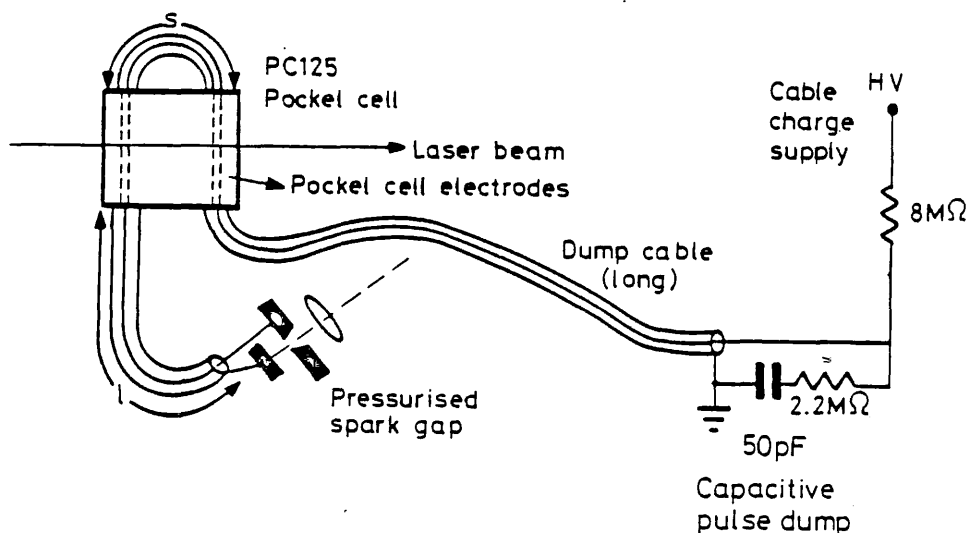 S
PC125
Pockel cell
Laser beam
Pockel cell electrodes
Cable
charge
supply
HV
8MΩ
Dump cable
(long)
l
Pressurised
spark gap
2.2MΩ
50pF
Capacitive
pulse dump